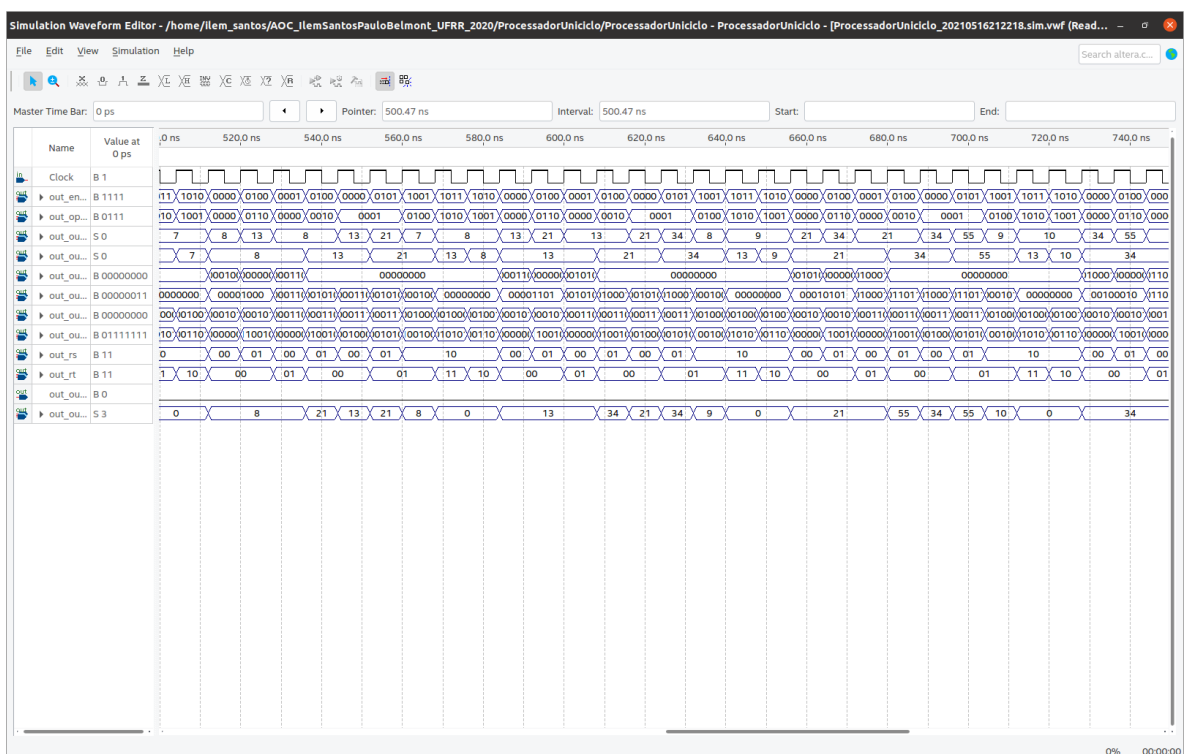 Simulation Waveform Editor - /home/ilem_santos/AOC_IlemSantosPauloBelmont_UFRR_2020/ProcessadorUniciclo/ProcessadorUniciclo - ProcessadorUniciclo - [ProcessadorUniciclo_20210516212218.sim.vwf (Read...
File Edit View Simulation Help
Search altera.c...
Master Time Bar: 0 ps Pointer: 500.47 ns Interval: 500.47 ns Start: End:
Name Value at 0 ps .0 ns 520.0 ns 540.0 ns 560.0 ns 580.0 ns 600.0 ns 620.0 ns 640.0 ns 660.0 ns 680.0 ns 700.0 ns 720.0 ns 740.0 ns
Clock B 1
out_en... B 1111 1010 0000 0100 0001 0100 0000 0101 1001 1011 1010 0000 0100 0001 0100 0000 0101 1001 1011 1010 0000 0100 0001 0100 0000 0101 1001 1011 1010 0000 0100 000
out_op... B 0111 1001 0000 0110 0000 0010 0001 0100 1010 1001 0000 0110 0000 0010 0001 0100 1010 1001 0000 0110 0000 0010 0001 0100 1010 1001 0000 0110 000
out_ou... S 0 7 8 13 8 13 21 7 8 13 21 13 21 34 8 9 21 34 21 34 55 9 10 34 55
out_ou... S 0 7 8 13 21 13 8 13 21 34 13 9 21 34 55 13 10 34
out_ou... B 00000000 00000000 00000000 00000000
out_ou... B 00000011 0000000 00001000 00000000 00001101 00000000 00010101 00000000 00100010
out_ou... B 00000000
out_ou... B 01111111
out_rs B 11 0 00 01 00 01 00 01 10 00 01 00 01 00 01 10 00 01 00 01 00 01 10 00 01 00
out_rt B 11 1 10 00 01 00 01 11 10 00 01 00 01 11 10 00 01 00 01 11 10 00 01
out_ou... B 0
out_ou... S 3 0 8 21 13 21 8 0 13 34 21 34 9 0 21 55 34 55 10 0 34
0% 00:00:00